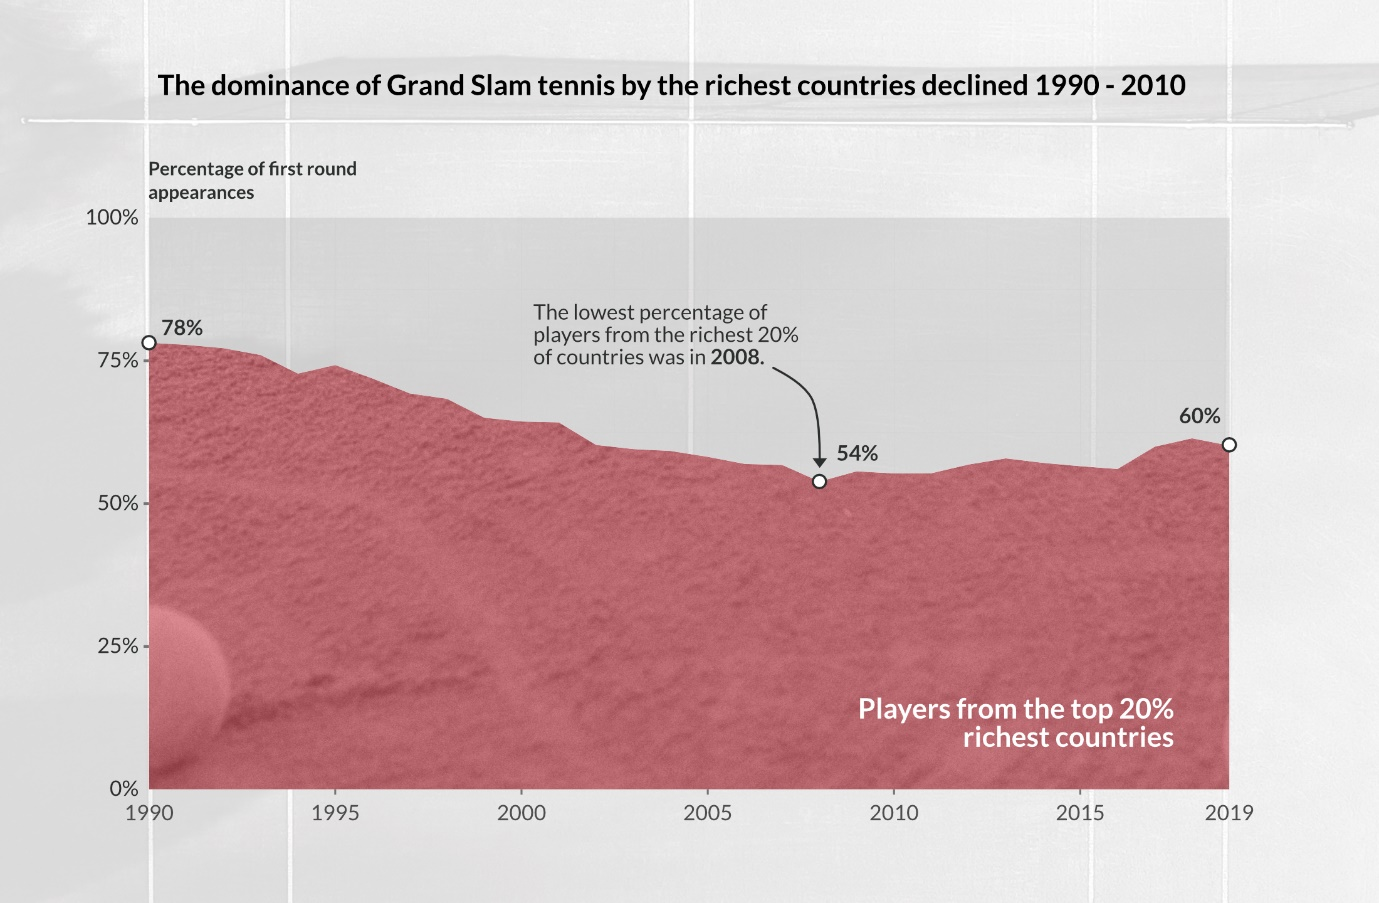 The dominance of Grand Slam tennis by the richest countries declined 1990 - 2010
Percentage of first round
appearances
100%
75%
50%
25%
0%
78%
The lowest percentage of
players from the richest 20%
of countries was in 2008.
54%
60%
Players from the top 20%
richest countries
1990
1995
2000
2005
2010
2015
2019